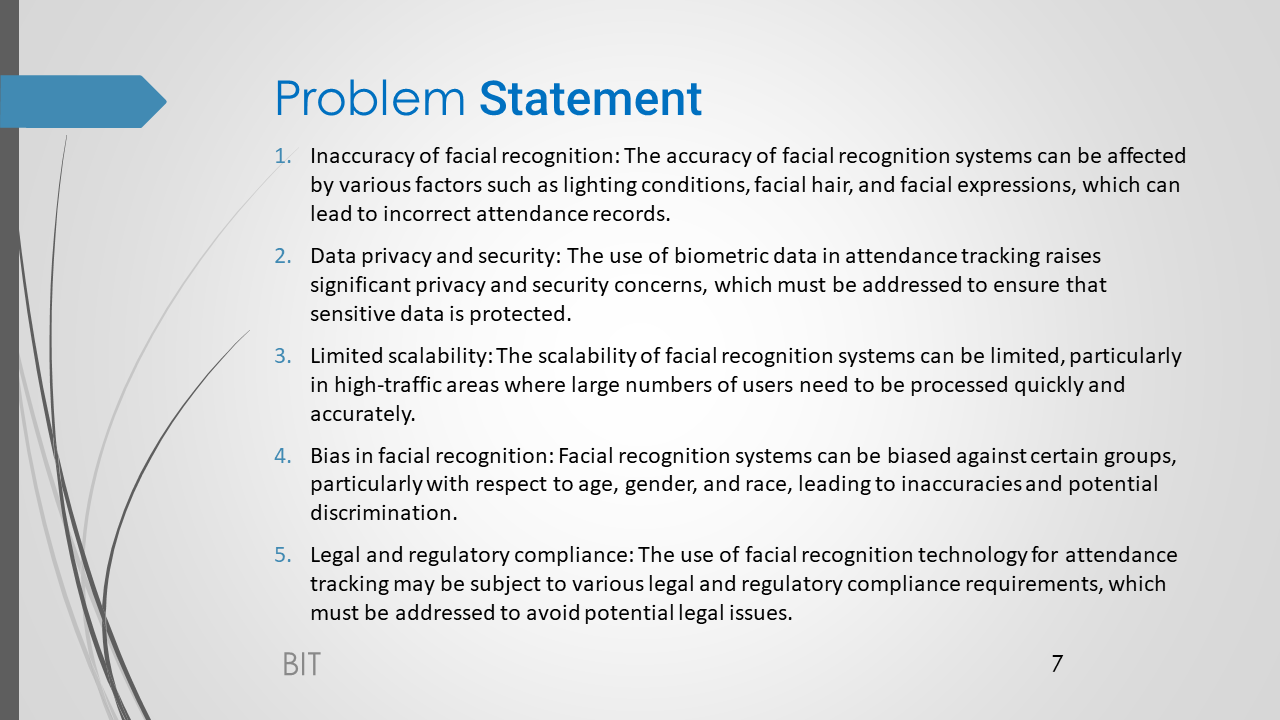 Problem Statement
1. Inaccuracy of facial recognition: The accuracy of facial recognition systems can be affected
by various factors such as lighting conditions, facial hair, and facial expressions, which can
lead to incorrect attendance records.
2. Data privacy and security: The use of biometric data in attendance tracking raises
significant privacy and security concerns, which must be addressed to ensure that
sensitive data is protected.
3. Limited scalability: The scalability of facial recognition systems can be limited, particularly
in high-traffic areas where large numbers of users need to be processed quickly and
accurately.
4. Bias in facial recognition: Facial recognition systems can be biased against certain groups,
particularly with respect to age, gender, and race, leading to inaccuracies and potential
discrimination.
5. Legal and regulatory compliance: The use of facial recognition technology for attendance
tracking may be subject to various legal and regulatory compliance requirements, which
must be addressed to avoid potential legal issues.
BIT
7